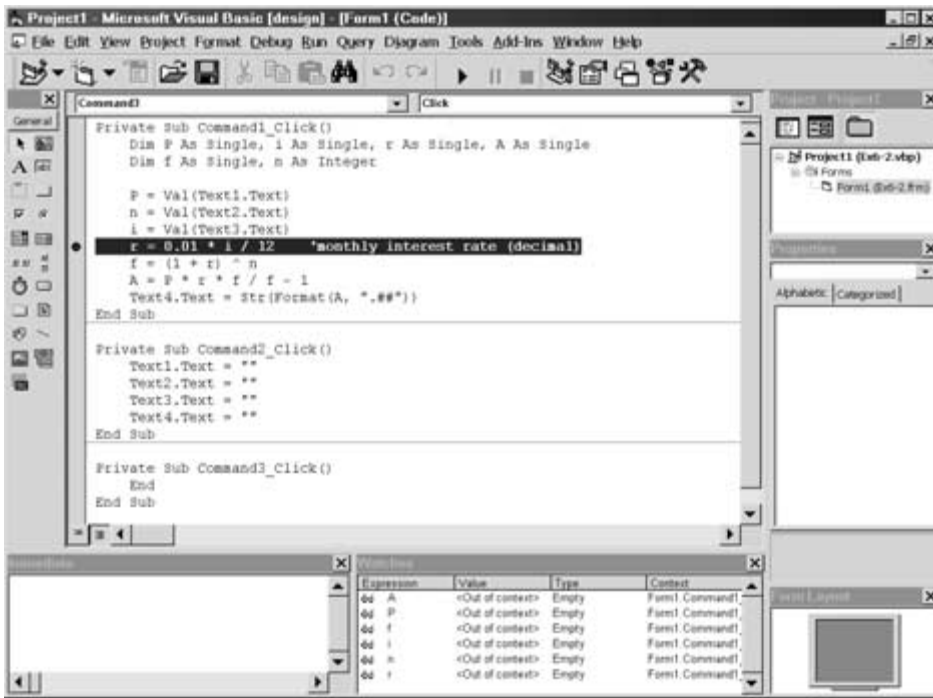 Project1 - Microsoft Visual Basic [design] - [Form1 (Code)]
File Edit View Project Format Debug Run Query Diagram Tools Add-Ins Window Help
General
Command3
Click
Private Sub Command1_Click()
Dim P As Single, i As Single, r As Single, A As Single
Dim f As Single, n As Integer
P = Val(Text1.Text)
n = Val(Text2.Text)
i = Val(Text3.Text)
r = 0.01 * i / 12 'monthly interest rate (decimal)
f = (1 + r) ^ n
A = P * r * f / f - 1
Text4.Text = Str(Format(A, ".##"))
End Sub
Private Sub Command2_Click()
Text1.Text = ""
Text2.Text = ""
Text3.Text = ""
Text4.Text = ""
End Sub
Private Sub Command3_Click()
End
End Sub
Project - Project1
Project1 (Ex6-2.vbp)
Forms
Form1 (Ex6-2.frm)
Properties
Alphabetic Categorized
Immediate
Watches
Expression Value Type Context
A <Out of context> Empty Form1.Command1_
P <Out of context> Empty Form1.Command1_
f <Out of context> Empty Form1.Command1_
i <Out of context> Empty Form1.Command1_
n <Out of context> Empty Form1.Command1_
r <Out of context> Empty Form1.Command1_
Form Layout